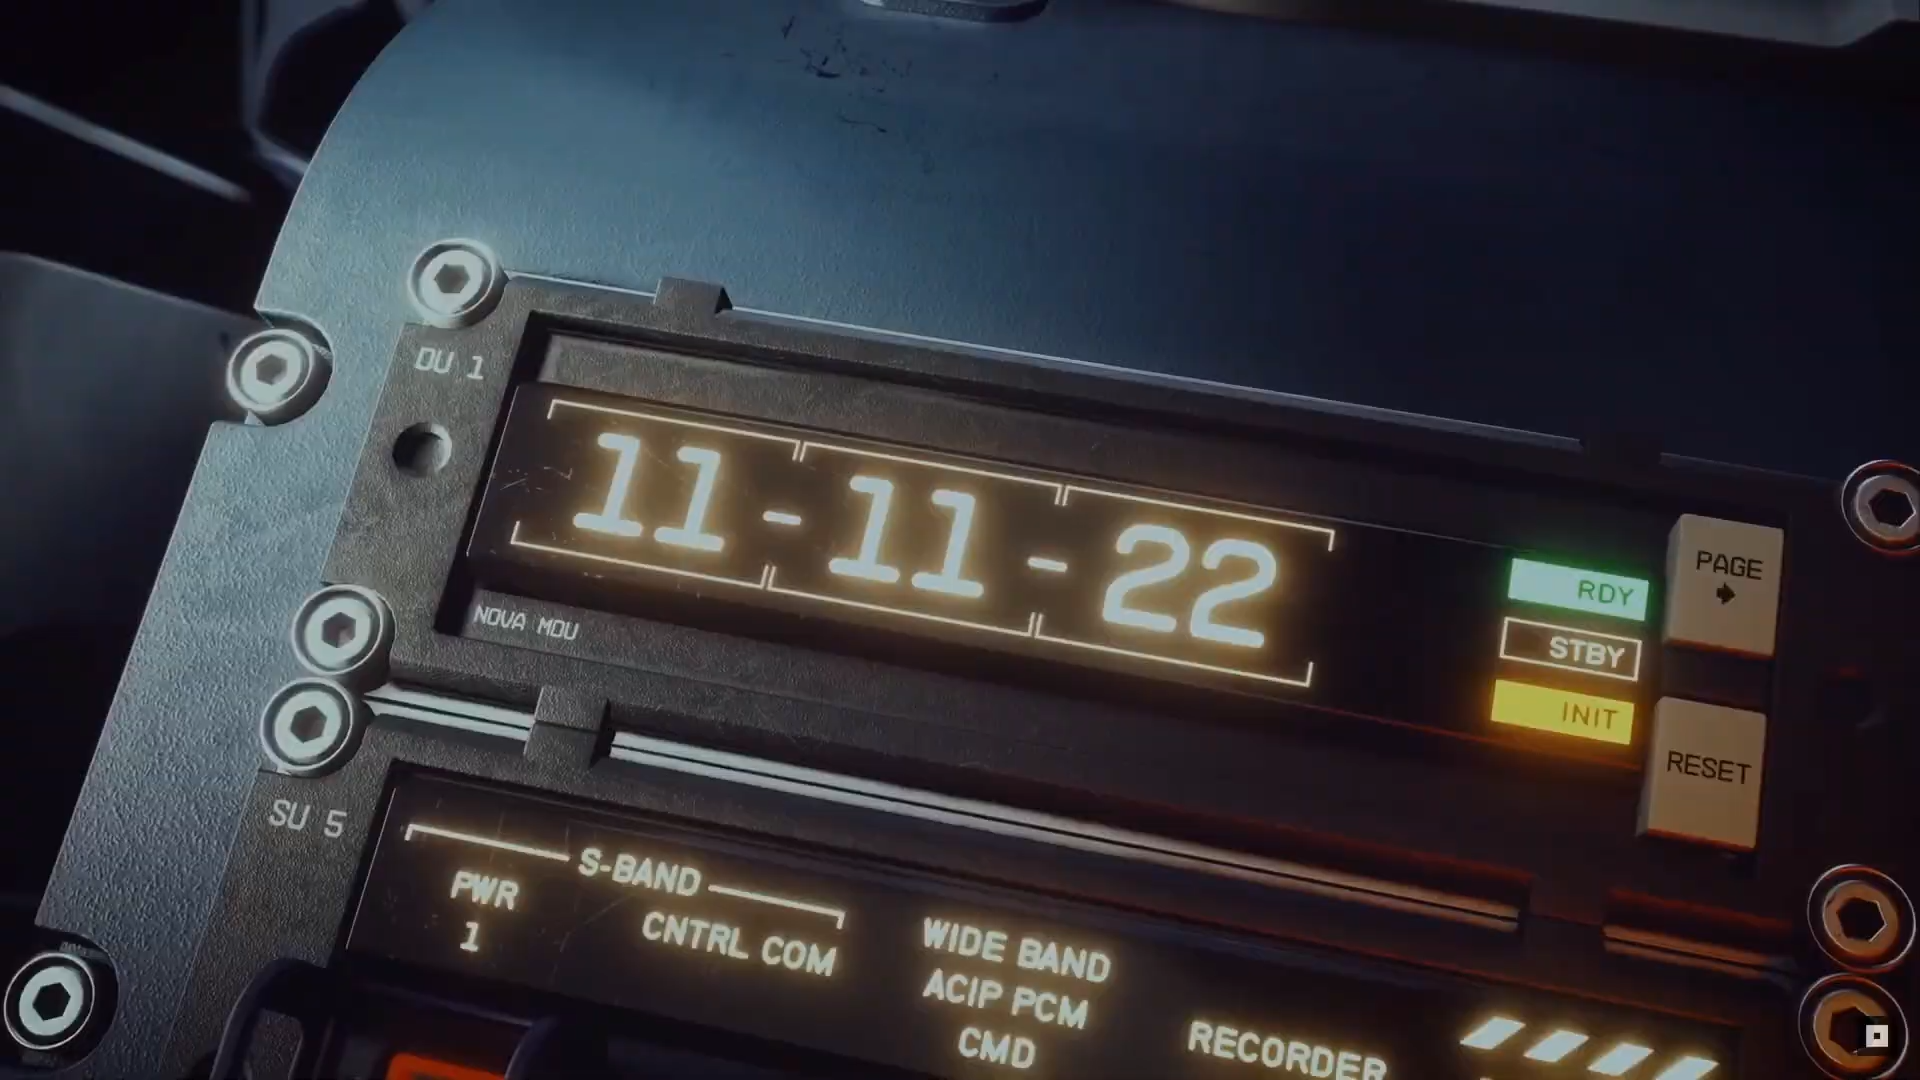 DU 1
11-11-22
RDY
PAGE
STBY
NOVA MDU
INIT
RESET
SU 5
S-BAND
PWR
1
CNTRL COM
WIDE BAND
ACIP PCM
CMD
RECORDER